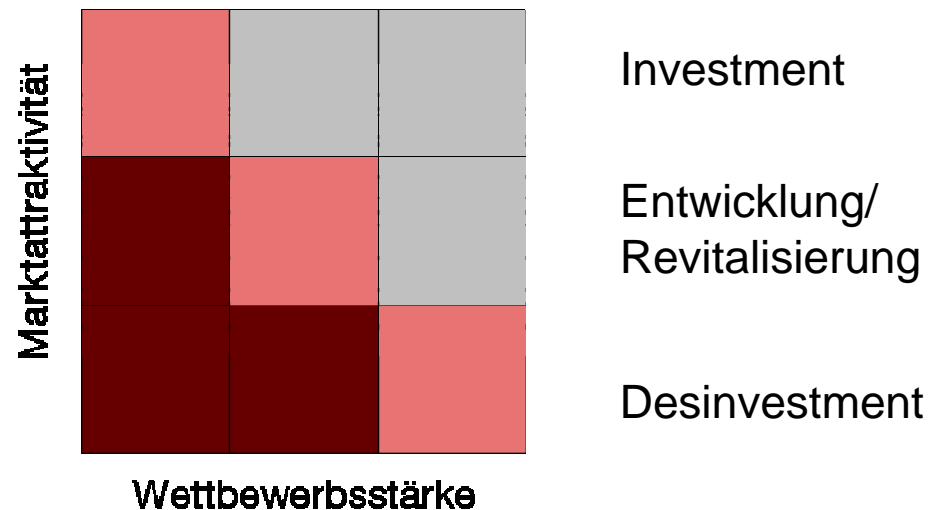 Marktattraktivität
Investment
Entwicklung/
Revitalisierung
Desinvestment
Wettbewerbsstärke